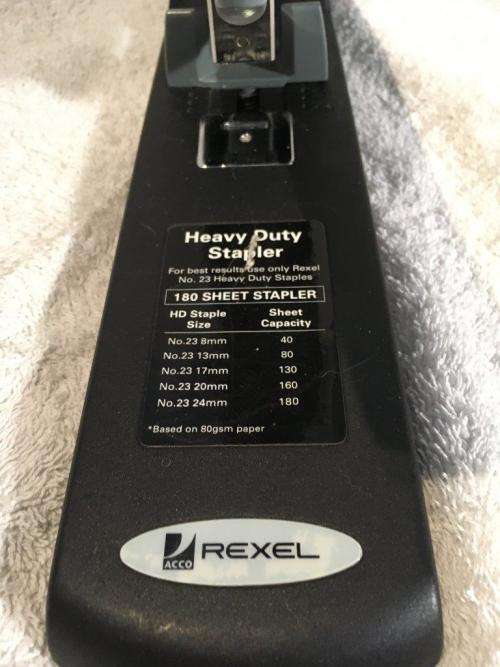 Heavy Duty
Stapler
For best results use only Rexel
No. 23 Heavy Duty Staples
180 SHEET STAPLER
HD Staple Size Sheet Capacity
No.23 8mm 40
No.23 13mm 80
No.23 17mm 130
No.23 20mm 160
No.23 24mm 180
*Based on 80gsm paper
ACCO REXEL